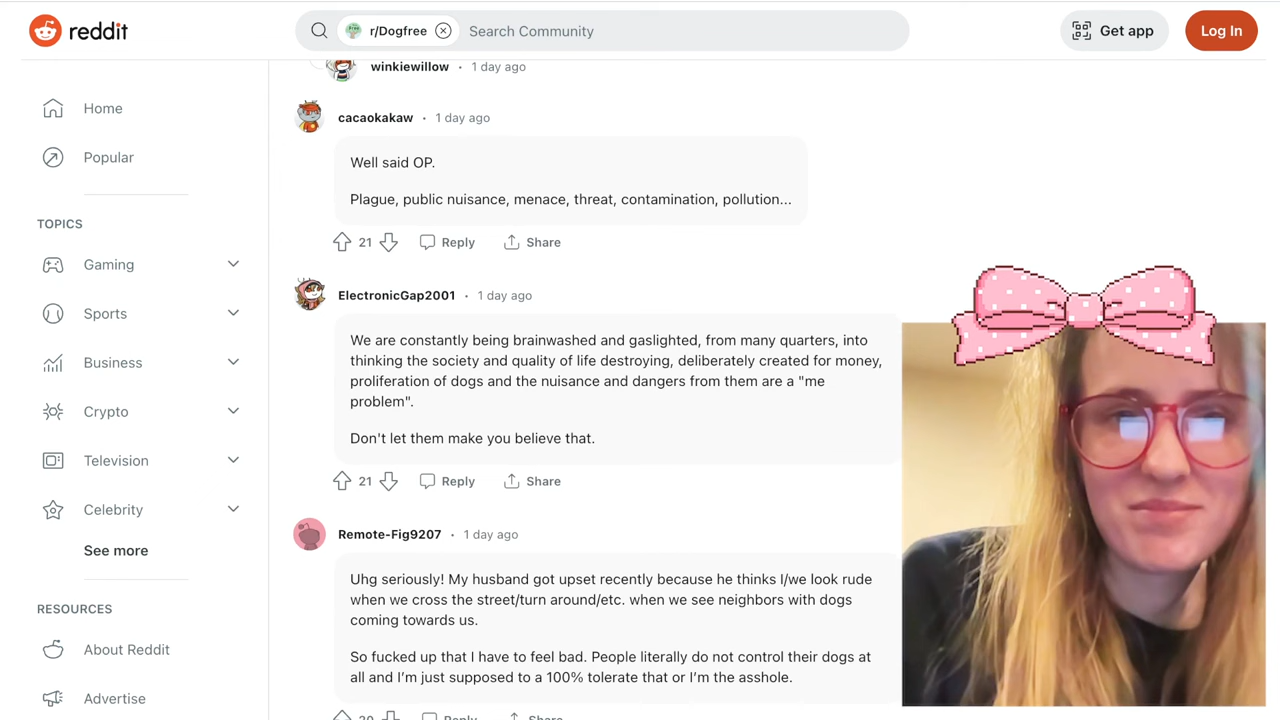 reddit
r/Dogfree
Search Community
Get app
Log In
Home
Popular
TOPICS
Gaming
Sports
Business
Crypto
Television
Celebrity
See more
RESOURCES
About Reddit
Advertise
winkiewillow • 1 day ago
cacaokakaw • 1 day ago
Well said OP.
Plague, public nuisance, menace, threat, contamination, pollution...
21 Reply Share
ElectronicGap2001 • 1 day ago
We are constantly being brainwashed and gaslighted, from many quarters, into
thinking the society and quality of life destroying, deliberately created for money,
proliferation of dogs and the nuisance and dangers from them are a "me
problem".
Don't let them make you believe that.
21 Reply Share
Remote-Fig9207 • 1 day ago
Uhg seriously! My husband got upset recently because he thinks I/we look rude
when we cross the street/turn around/etc. when we see neighbors with dogs
coming towards us.
So fucked up that I have to feel bad. People literally do not control their dogs at
all and I'm just supposed to a 100% tolerate that or I'm the asshole.
20 Reply Share